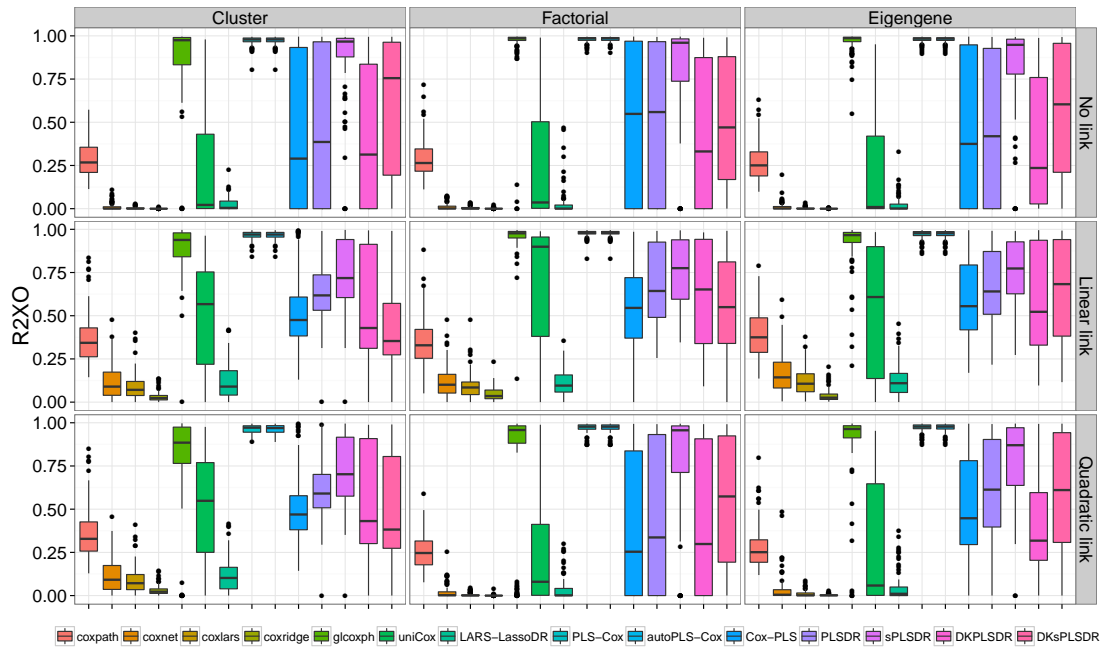 Cluster Factorial Eigengene
1.00
0.75
0.50
0.25
0.00
No link
1.00
0.75
0.50
0.25
0.00
Linear link
1.00
0.75
0.50
0.25
0.00
Quadratic link
R2XO
coxpath coxnet coxlars coxridge glcoxph uniCox LARS−LassoDR PLS−Cox autoPLS−Cox Cox−PLS PLSDR sPLSDR DKPLSDR DKsPLSDR